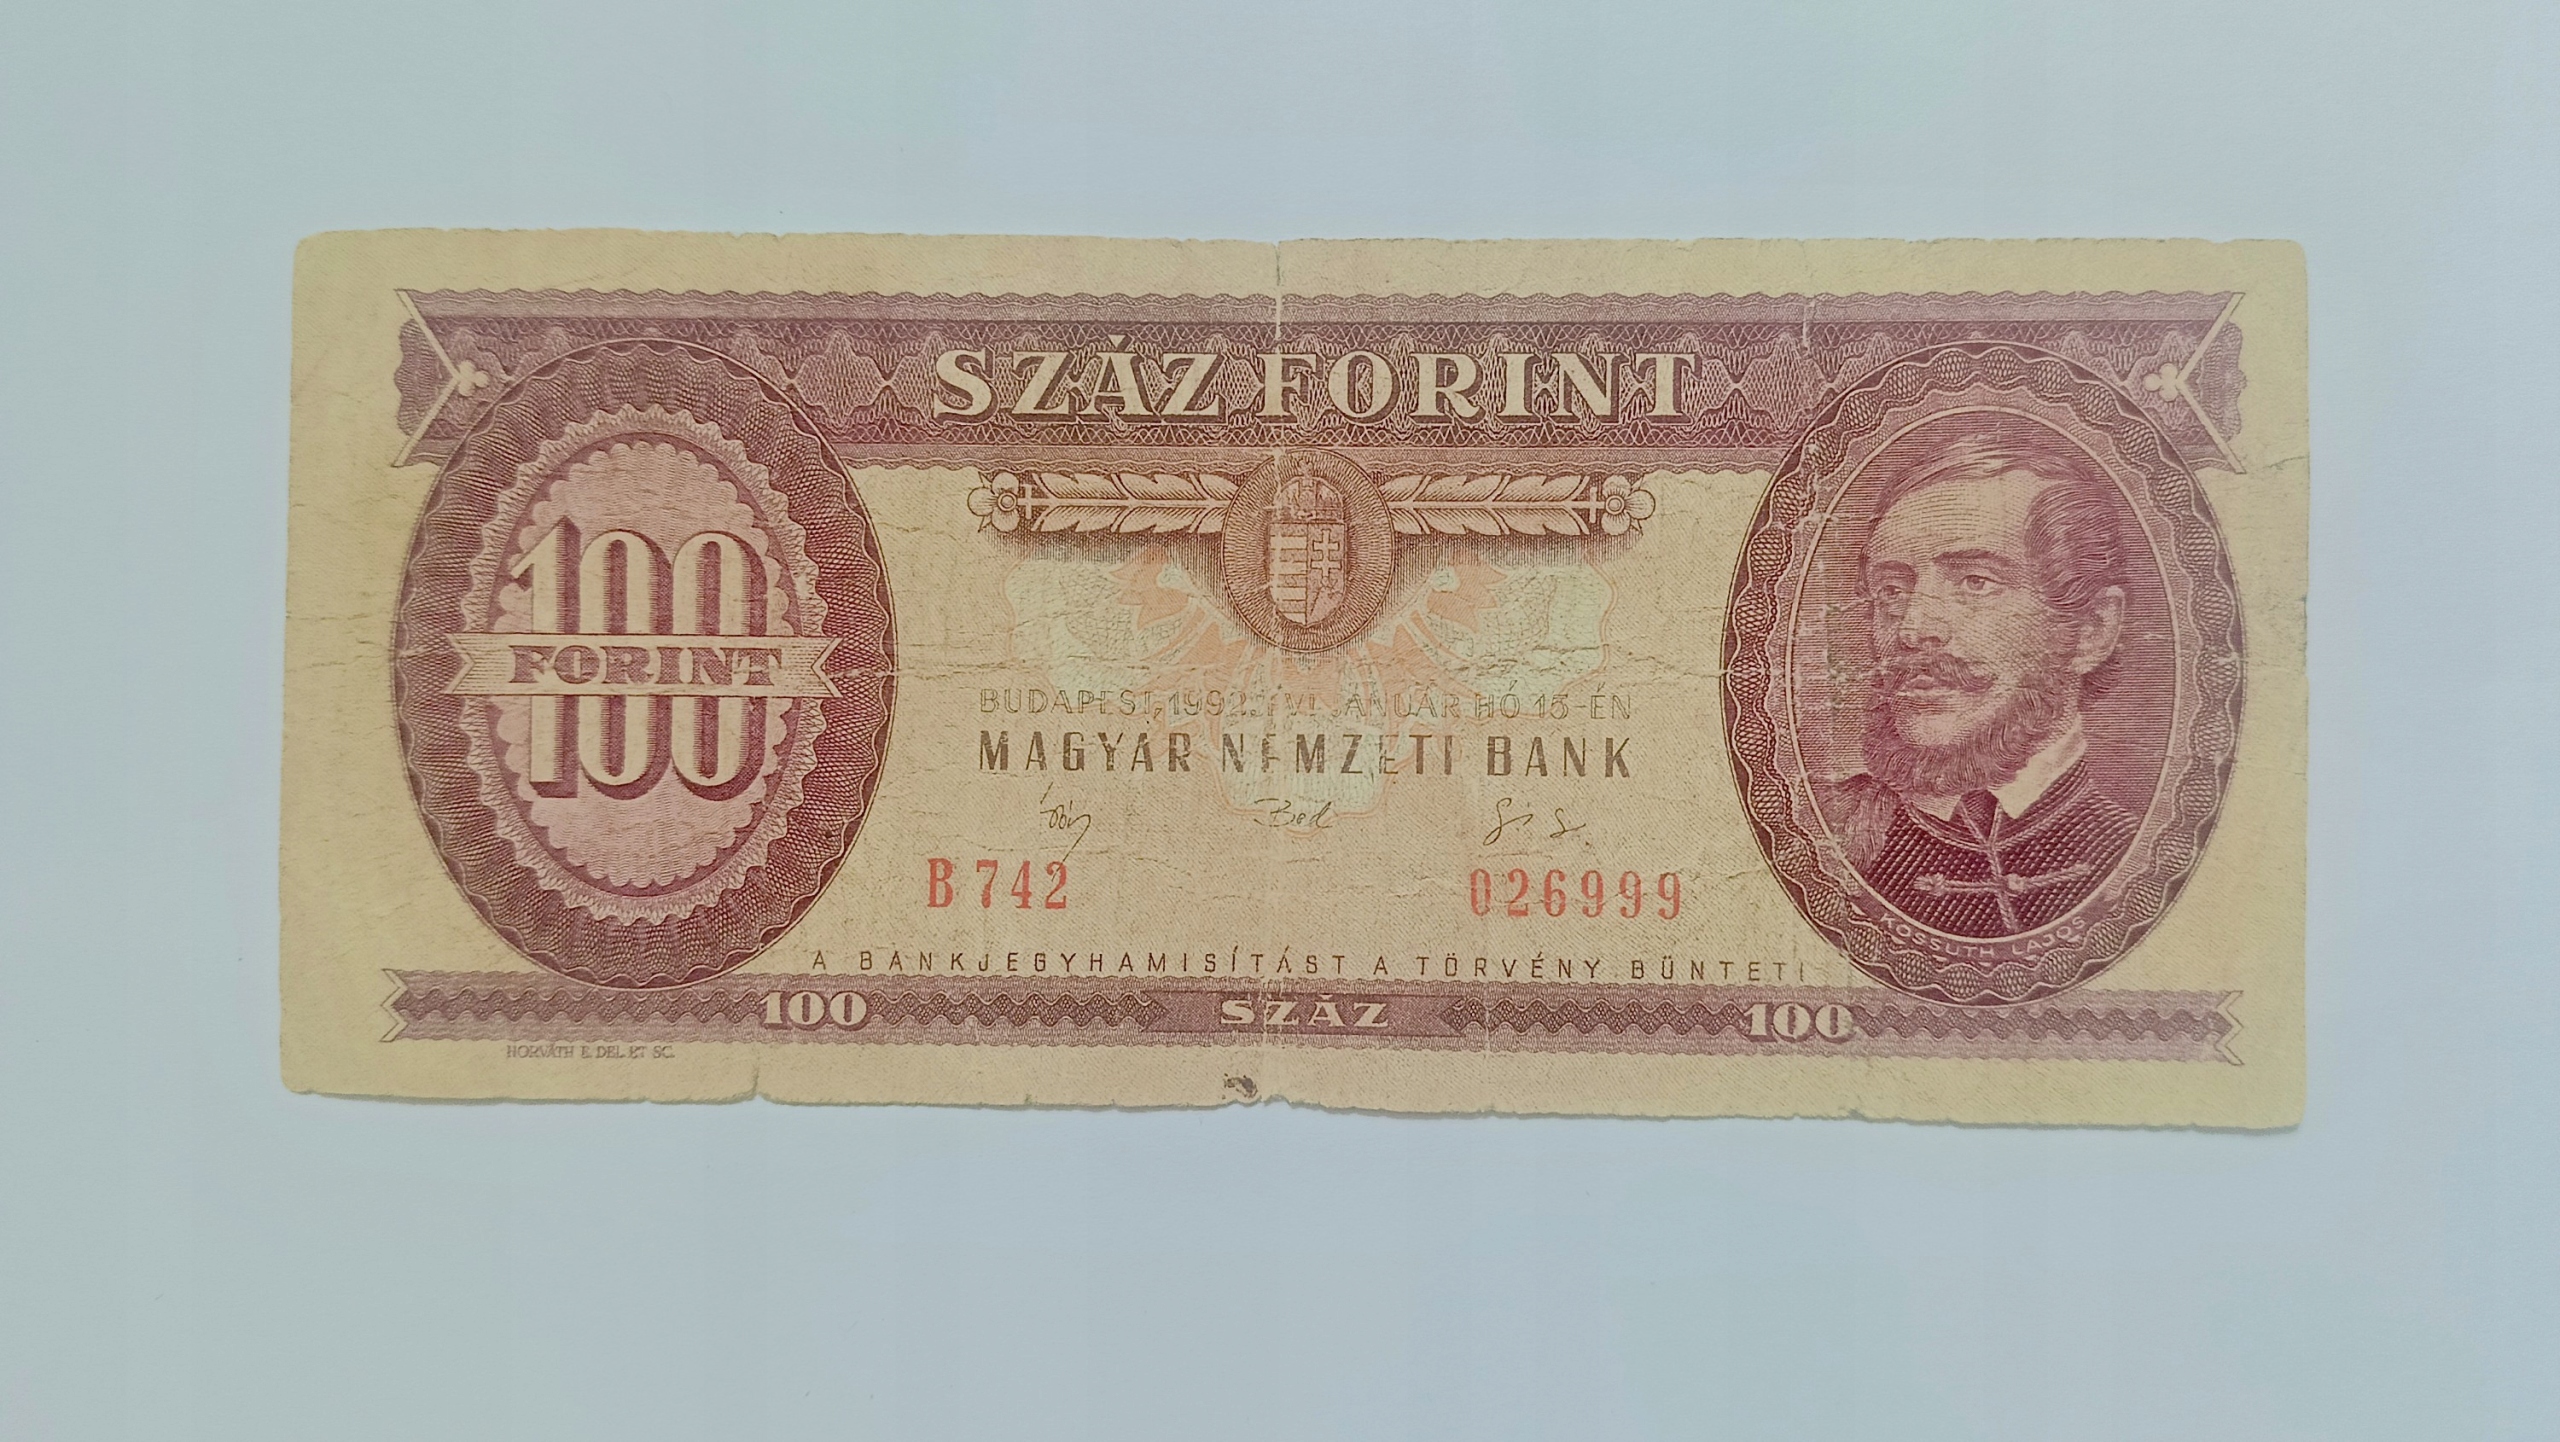 SZÁZ FORINT
100
FORINT
100
BUDAPEST, 1992. ÉVI JANUÁR HÓ 15-ÉN
MAGYAR NEMZETI BANK
B 742 026999
KOSSUTH LAJOS
A BANKJEGYHAMISÍTÁST A TÖRVÉNY BÜNTETI
100 SZÁZ 100
HORVÁTH E. DEL. ET SC.